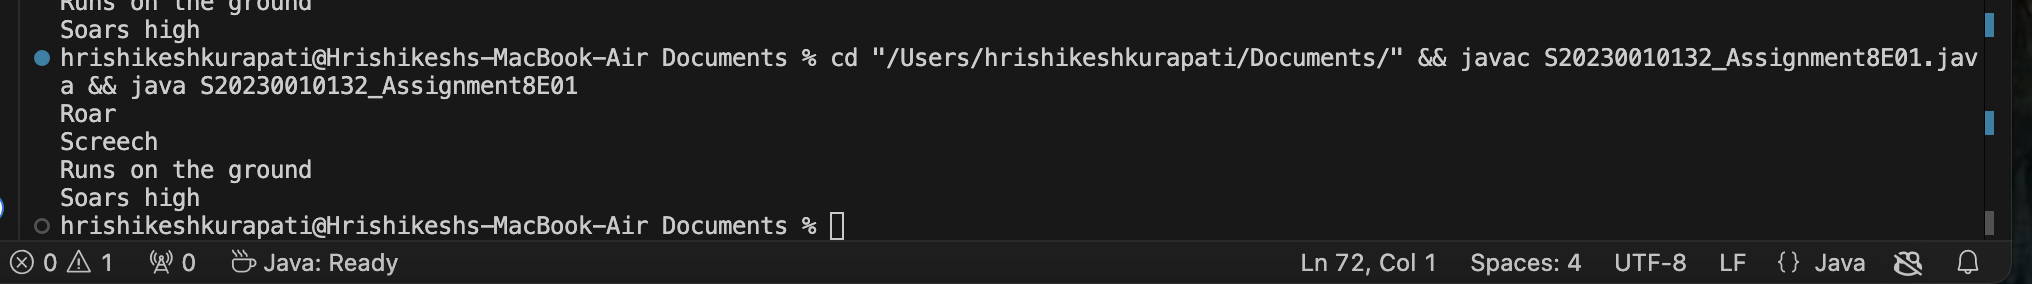 Runs on the ground
Soars high
hrishikeshkurapati@Hrishikeshs-MacBook-Air Documents % cd "/Users/hrishikeshkurapati/Documents/" && javac S20230010132_Assignment8E01.jav
a && java S20230010132_Assignment8E01
Roar
Screech
Runs on the ground
Soars high
hrishikeshkurapati@Hrishikeshs-MacBook-Air Documents %
0 1 0 Java: Ready Ln 72, Col 1 Spaces: 4 UTF-8 LF {} Java